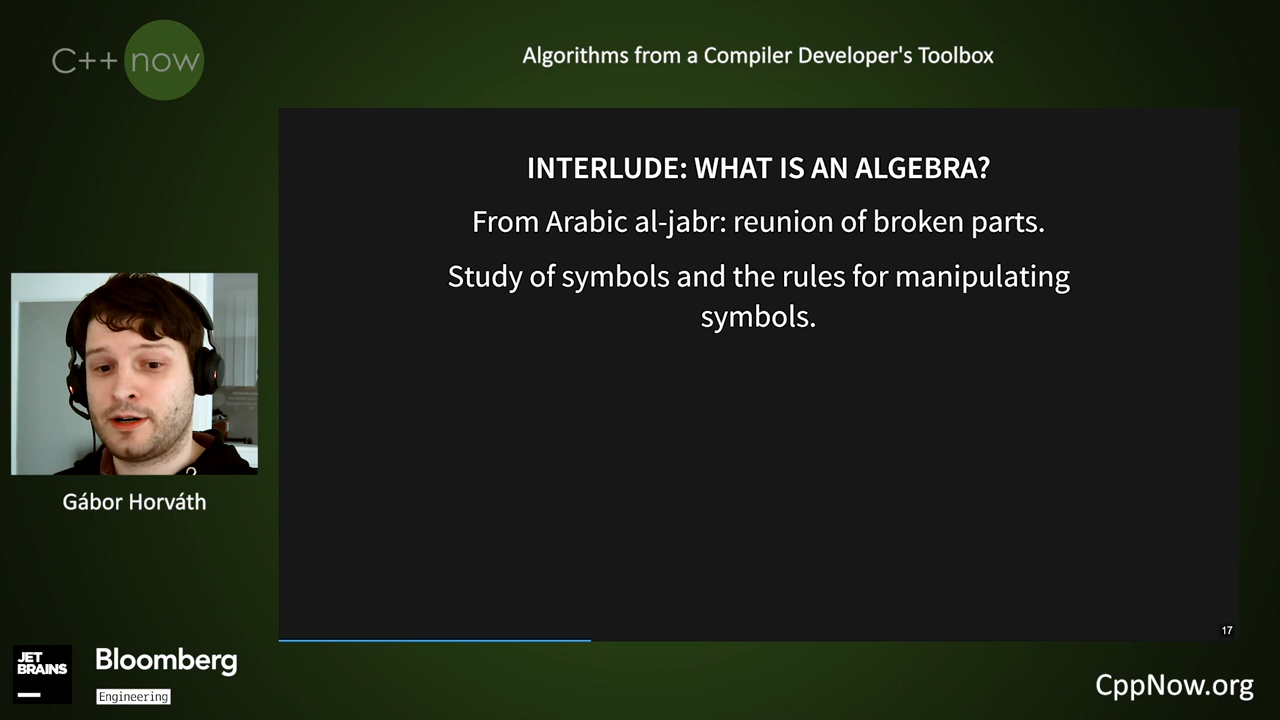 C++ now
Algorithms from a Compiler Developer's Toolbox
INTERLUDE: WHAT IS AN ALGEBRA?
From Arabic al-jabr: reunion of broken parts.
Study of symbols and the rules for manipulating
symbols.
Gábor Horváth
17
JET
BRAINS
Bloomberg
Engineering
CppNow.org